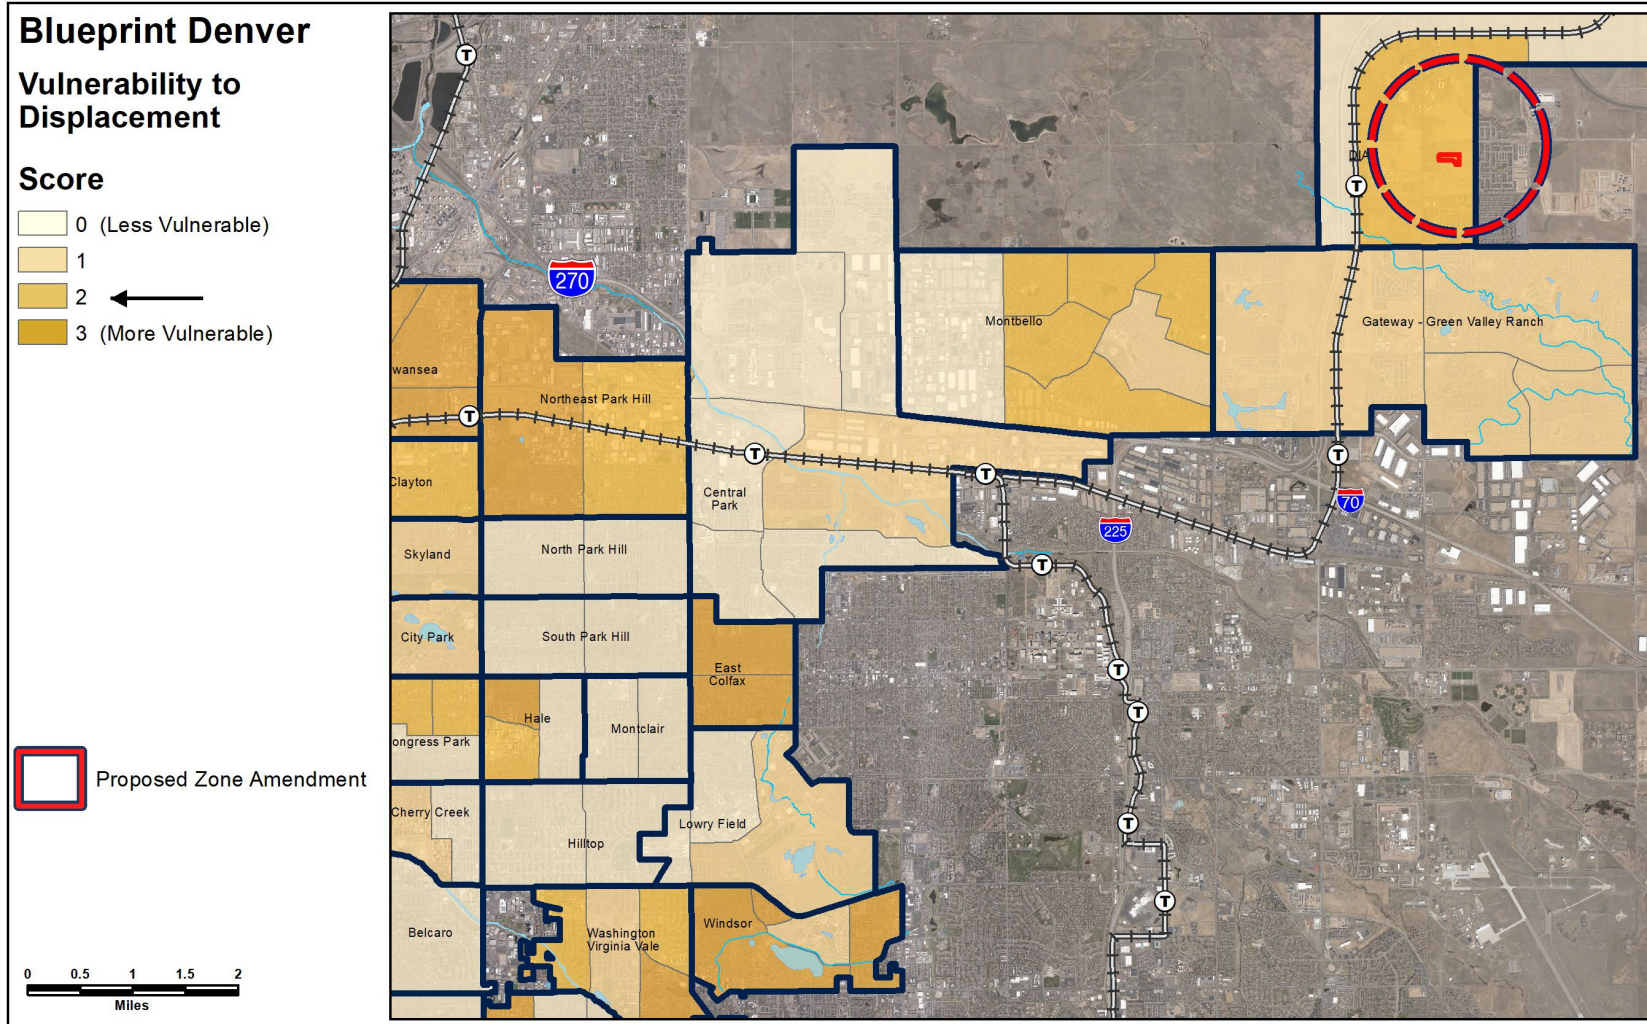 Blueprint Denver
Vulnerability to
Displacement
Score
0 (Less Vulnerable)
1
2
3 (More Vulnerable)
Proposed Zone Amendment
0 0.5 1 1.5 2
Miles
T
DIA
T
270
Montbello
Gateway - Green Valley Ranch
wansea
Northeast Park Hill
T
T
T
T
Clayton
Central
Park
70
225
Skyland
North Park Hill
T
City Park
South Park Hill
East
Colfax
T
Hale
Montclair
T
ongress Park
Cherry Creek
Hilltop
Lowry Field
T
T
Belcaro
Washington
Virginia Vale
Windsor